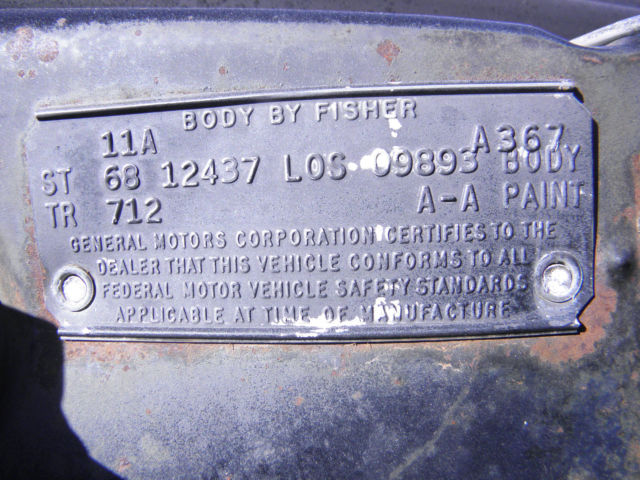 BODY BY FISHER
11A A367
ST 68 12437 LOS 09893 BODY
TR 712 A-A PAINT
GENERAL MOTORS CORPORATION CERTIFIES TO THE
DEALER THAT THIS VEHICLE CONFORMS TO ALL
FEDERAL MOTOR VEHICLE SAFETY STANDARDS
APPLICABLE AT TIME OF MANUFACTURE